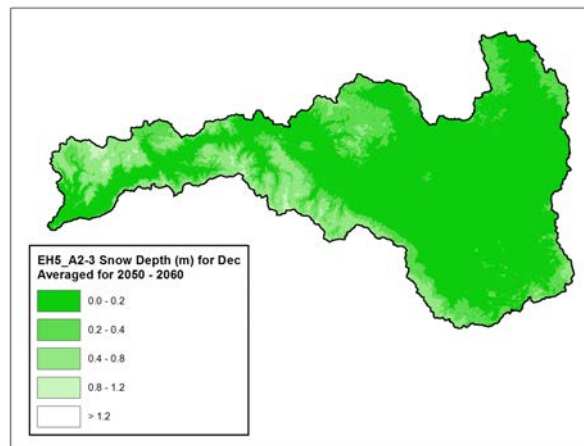 EH5_A2-3 Snow Depth (m) for Dec
Averaged for 2050 - 2060
0.0 - 0.2
0.2 - 0.4
0.4 - 0.8
0.8 - 1.2
> 1.2